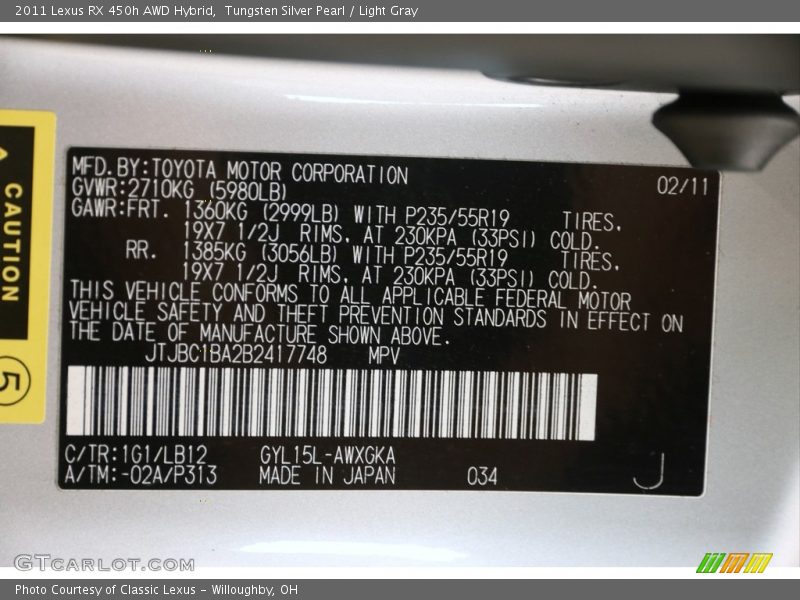 2011 Lexus RX 450h AWD Hybrid,  Tungsten Silver Pearl / Light Gray
CAUTION
5
MFD.BY:TOYOTA MOTOR CORPORATION 02/11
GVWR:2710KG (5980LB)
GAWR:FRT. 1360KG (2999LB) WITH P235/55R19 TIRES,
19X7 1/2J RIMS, AT 230KPA (33PSI) COLD.
RR. 1385KG (3056LB) WITH P235/55R19 TIRES,
19X7 1/2J RIMS, AT 230KPA (33PSI) COLD.
THIS VEHICLE CONFORMS TO ALL APPLICABLE FEDERAL MOTOR
VEHICLE SAFETY AND THEFT PREVENTION STANDARDS IN EFFECT ON
THE DATE OF MANUFACTURE SHOWN ABOVE.
JTJBC1BA2B2417748 MPV
C/TR:1G1/LB12 GYL15L-AWXGKA
A/TM:-02A/P313 MADE IN JAPAN 034 J
GTCARLOT.COM
Photo Courtesy of Classic Lexus - Willoughby, OH